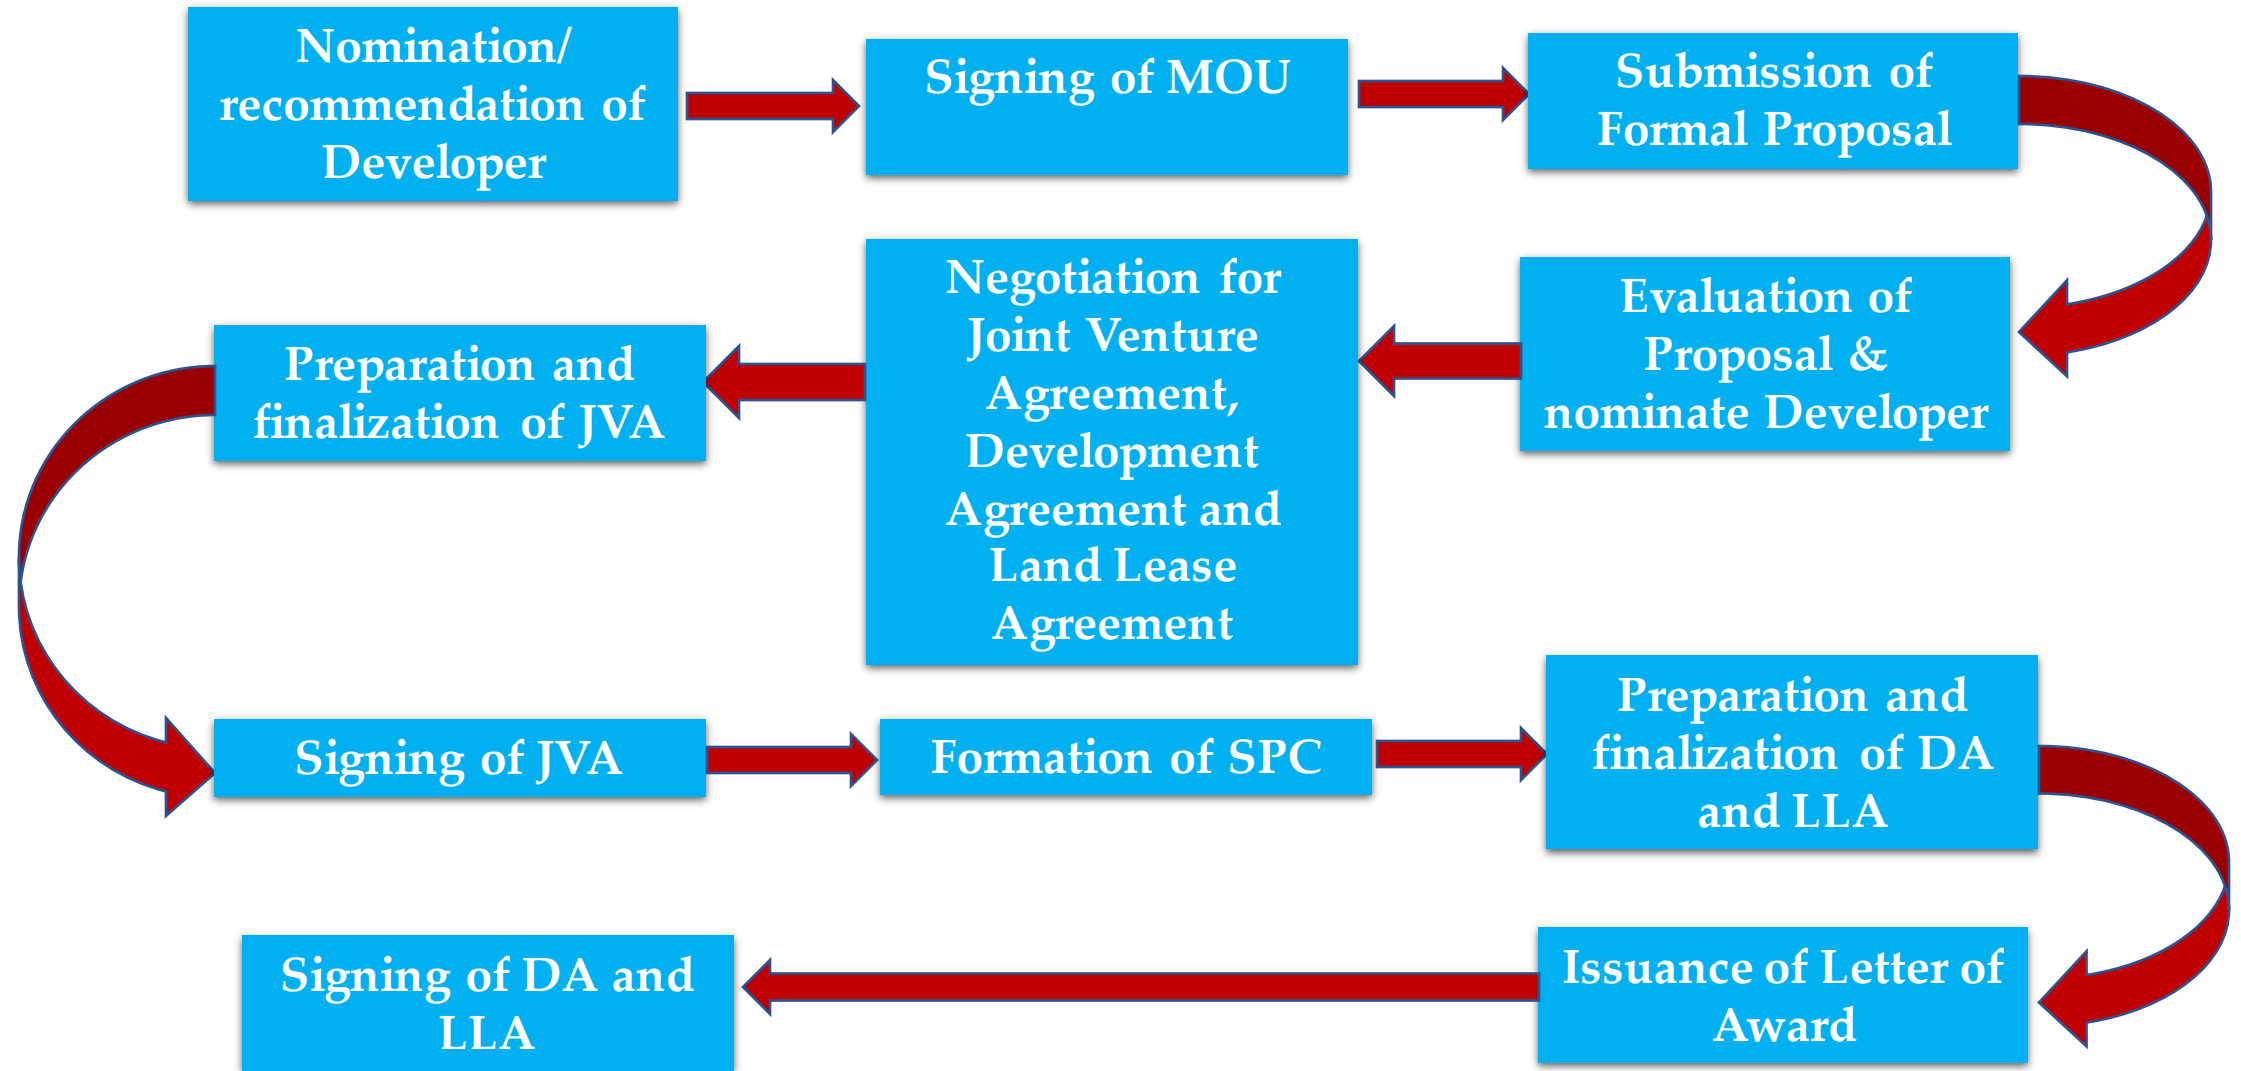 Nomination/
recommendation of
Developer
Signing of MOU
Submission of
Formal Proposal
Evaluation of
Proposal &
nominate Developer
Negotiation for
Joint Venture
Agreement,
Development
Agreement and
Land Lease
Agreement
Preparation and
finalization of JVA
Signing of JVA
Formation of SPC
Preparation and
finalization of DA
and LLA
Issuance of Letter of
Award
Signing of DA and
LLA